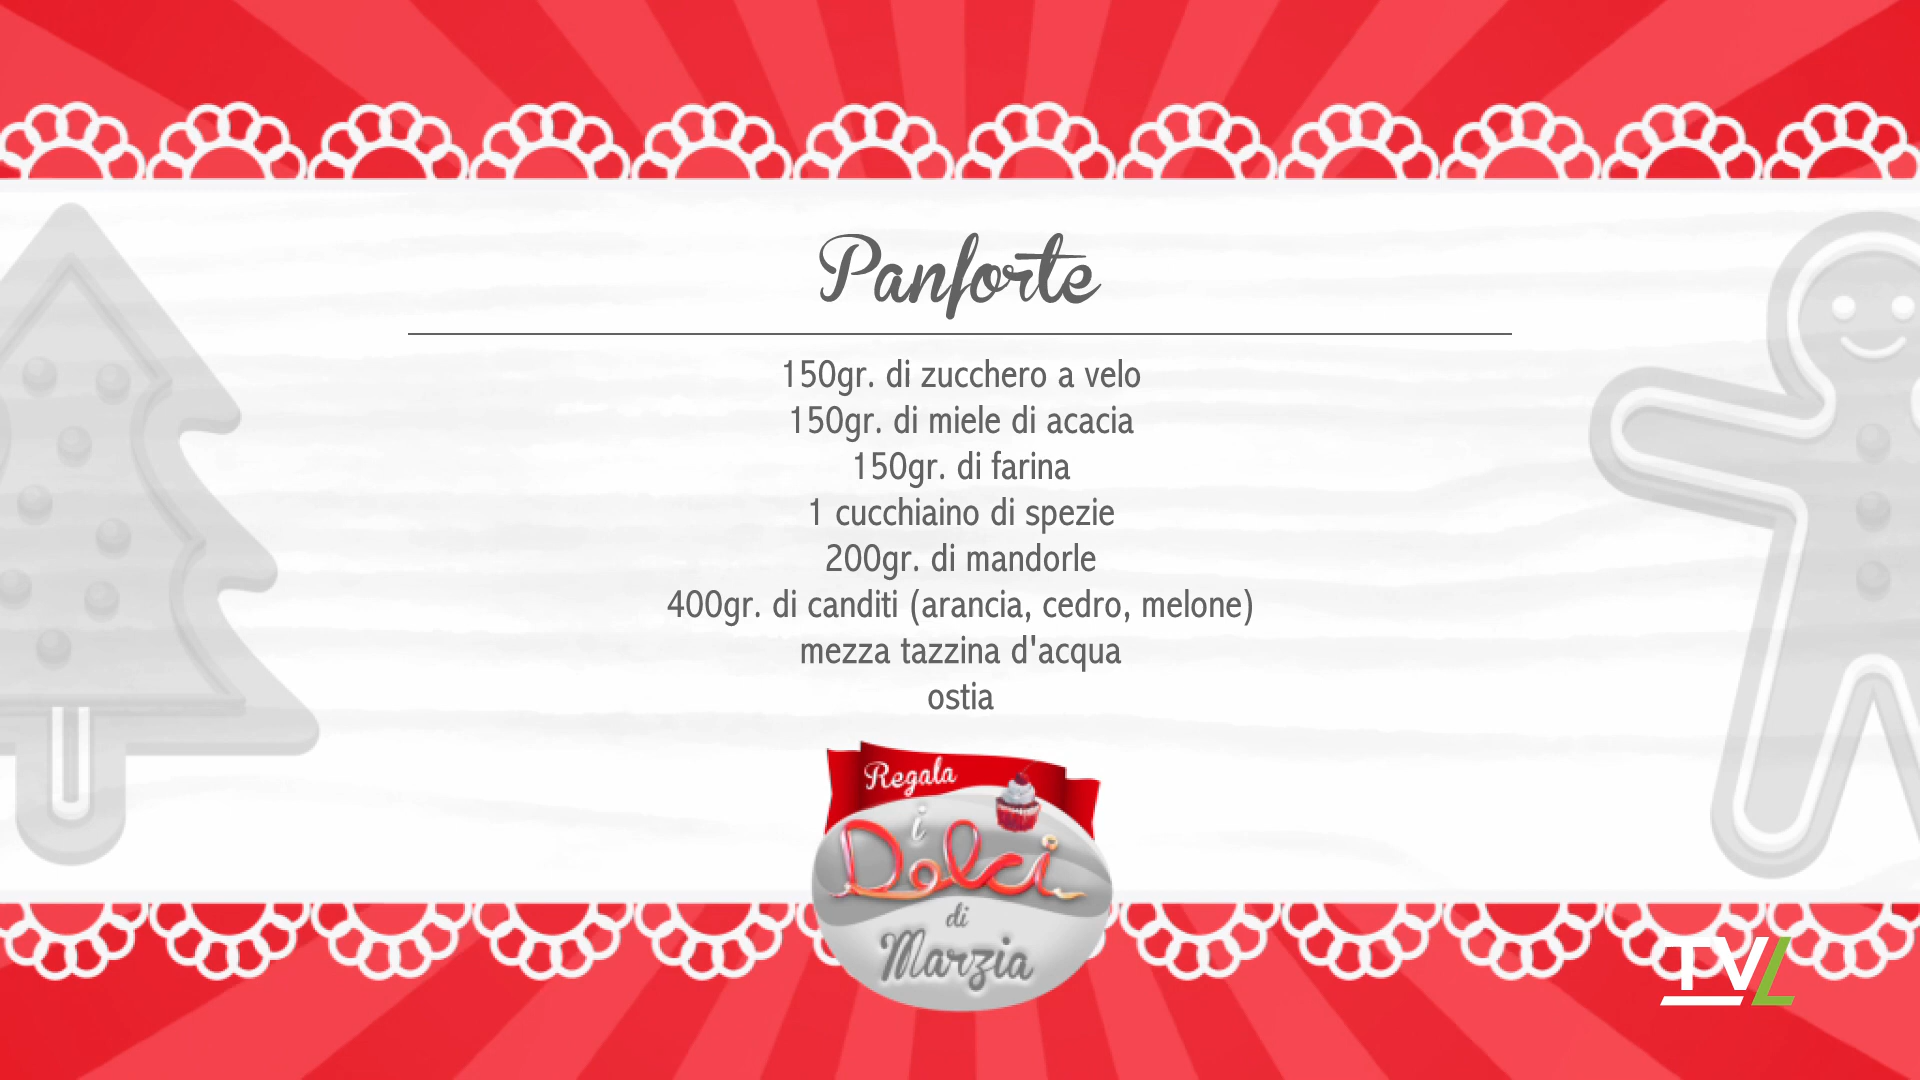 Panforte
150gr. di zucchero a velo
150gr. di miele di acacia
150gr. di farina
1 cucchiaino di spezie
200gr. di mandorle
400gr. di canditi (arancia, cedro, melone)
mezza tazzina d'acqua
ostia
Regala
i
Dolci
di
Marzia
TVL